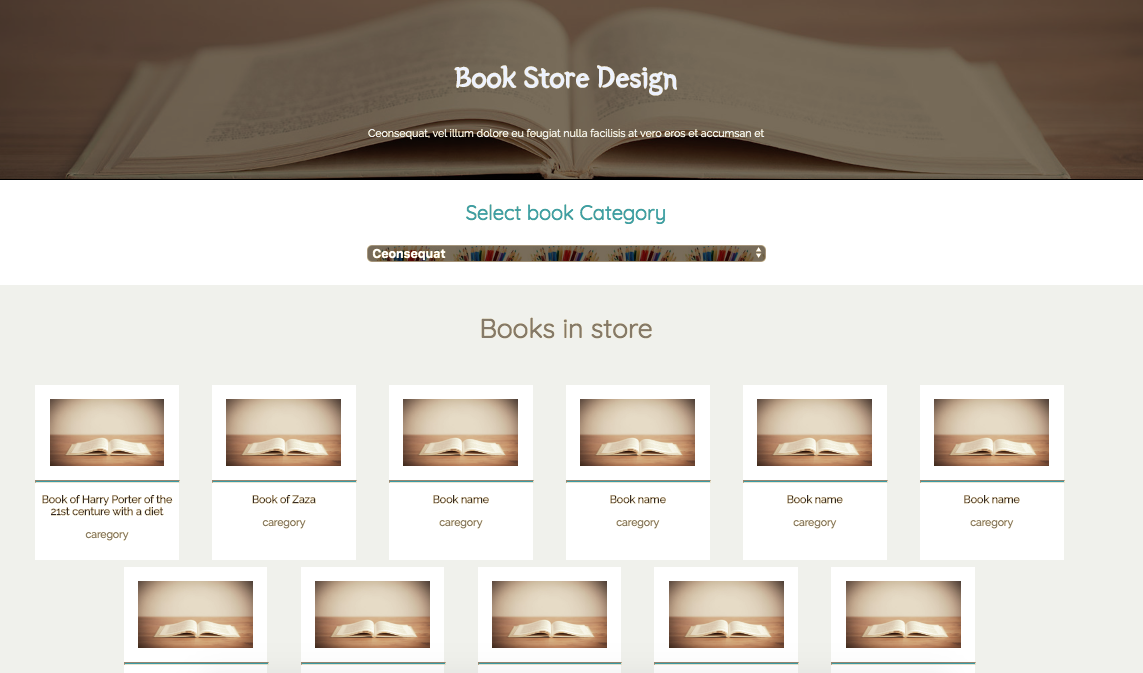 Book Store Design
Ceonsequat, vel illum dolore eu feugiat nulla facilisis at vero eros et accumsan et
Select book Category
Ceonsequat
Books in store
Book of Harry Porter of the
21st centure with a diet
caregory
Book of Zaza
caregory
Book name
caregory
Book name
caregory
Book name
caregory
Book name
caregory